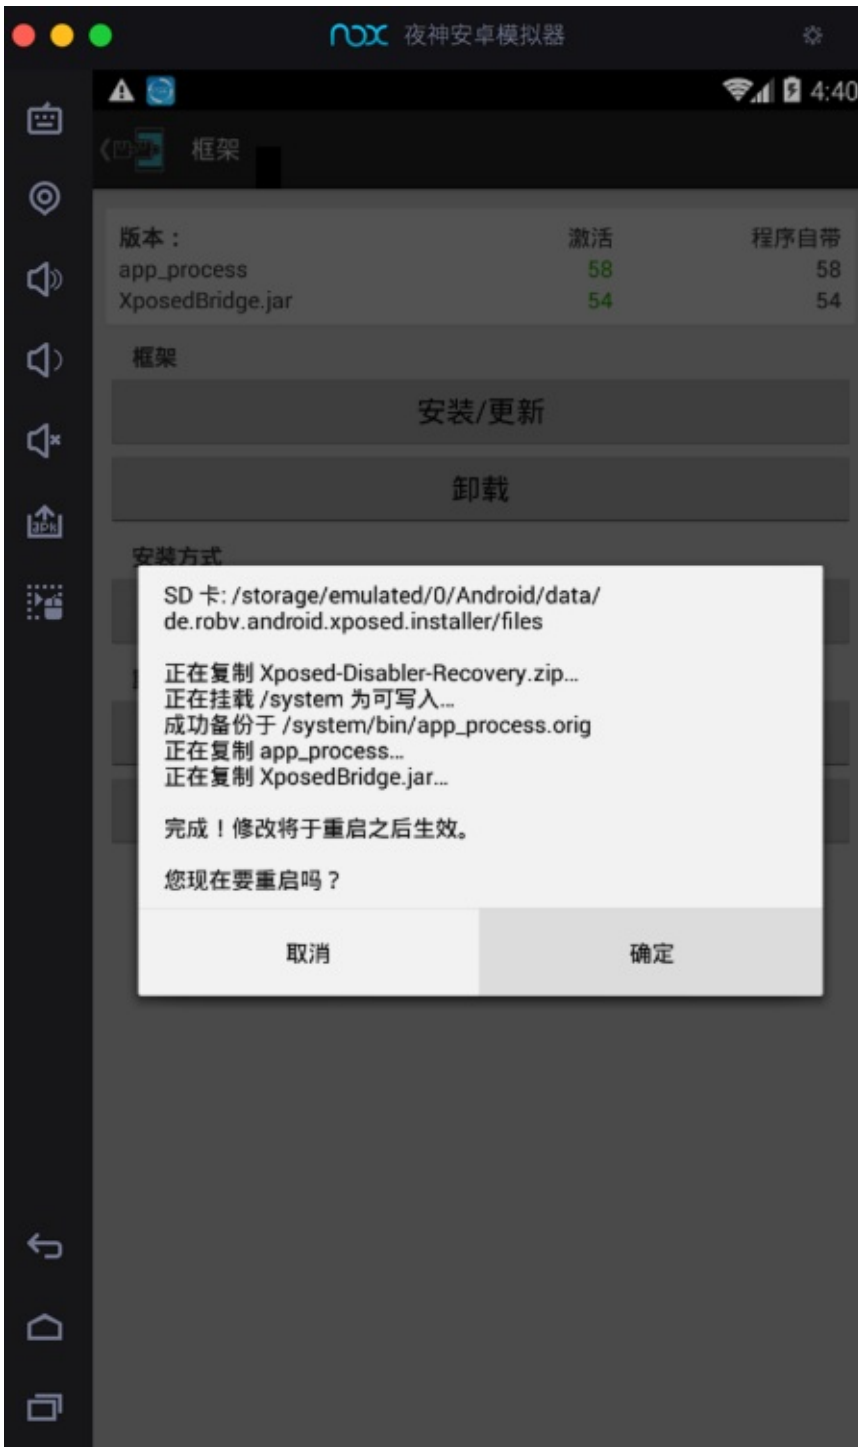 nox 夜神安卓模拟器
4:40
框架
版本： 激活 程序自带
app_process 58 58
XposedBridge.jar 54 54
框架
安装/更新
卸载
安装方式
SD 卡: /storage/emulated/0/Android/data/
de.robv.android.xposed.installer/files
正在复制 Xposed-Disabler-Recovery.zip...
正在挂载 /system 为可写入...
成功备份于 /system/bin/app_process.orig
正在复制 app_process...
正在复制 XposedBridge.jar...
完成！修改将于重启之后生效。
您现在要重启吗？
取消 确定